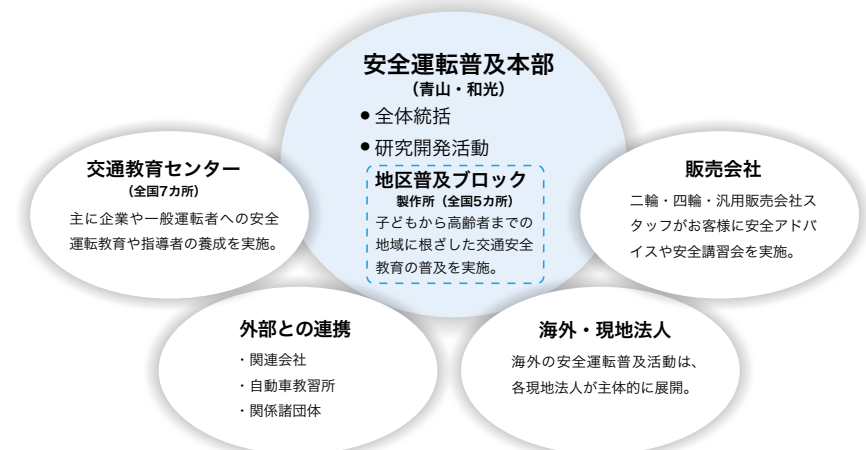 安全運転普及本部
（青山・和光）
● 全体統括
● 研究開発活動
地区普及ブロック
製作所（全国5カ所）
子どもから高齢者までの
地域に根ざした交通安全
教育の普及を実施。
交通教育センター
（全国7カ所）
主に企業や一般運転者への安全
運転教育や指導者の養成を実施。
販売会社
二輪・四輪・汎用販売会社ス
タッフがお客様に安全アドバ
イスや安全講習会を実施。
外部との連携
・関連会社
・自動車教習所
・関係諸団体
海外・現地法人
海外の安全運転普及活動は、
各現地法人が主体的に展開。